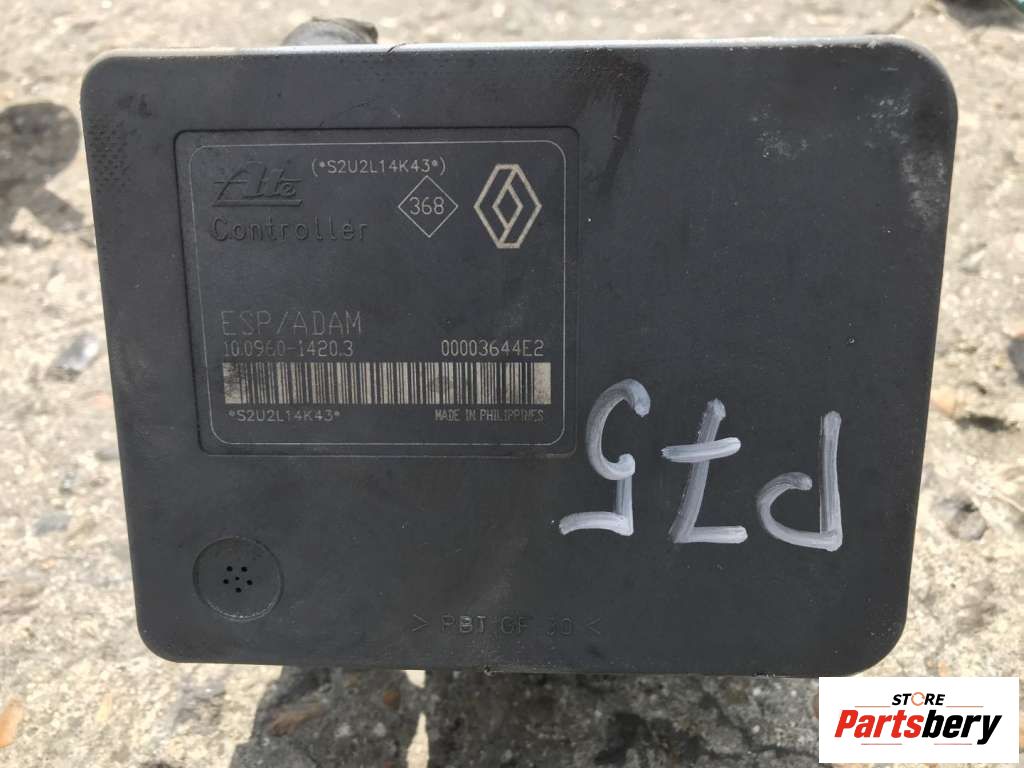 Ate (*S2U2L14K43*)
368
Controller
ESP/ADAM
10.0960-1420.3 00003644E2
*S2U2L14K43* MADE IN PHILIPPINES
P75
> PBT GF 30 <
STORE
Partsbery